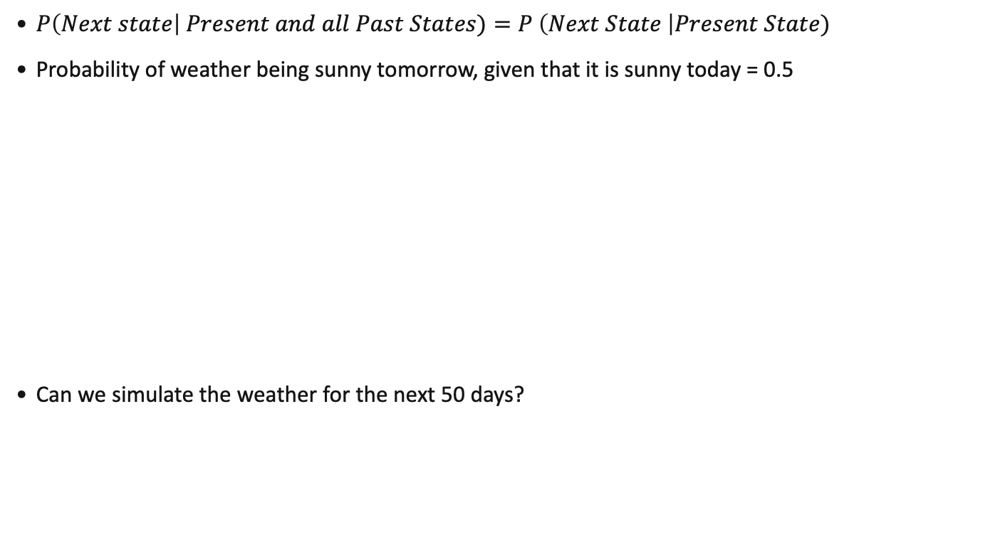 • P(Next state| Present and all Past States) = P (Next State |Present State)
• Probability of weather being sunny tomorrow, given that it is sunny today = 0.5
• Can we simulate the weather for the next 50 days?